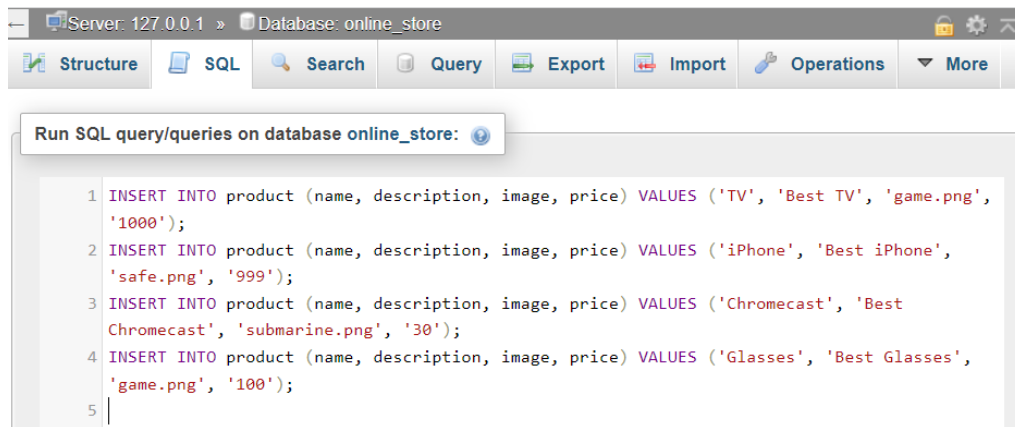 Server: 127.0.0.1 » Database: online_store
Structure SQL Search Query Export Import Operations More
Run SQL query/queries on database online_store:
1 INSERT INTO product (name, description, image, price) VALUES ('TV', 'Best TV', 'game.png',
'1000');
2 INSERT INTO product (name, description, image, price) VALUES ('iPhone', 'Best iPhone',
'safe.png', '999');
3 INSERT INTO product (name, description, image, price) VALUES ('Chromecast', 'Best
Chromecast', 'submarine.png', '30');
4 INSERT INTO product (name, description, image, price) VALUES ('Glasses', 'Best Glasses',
'game.png', '100');
5